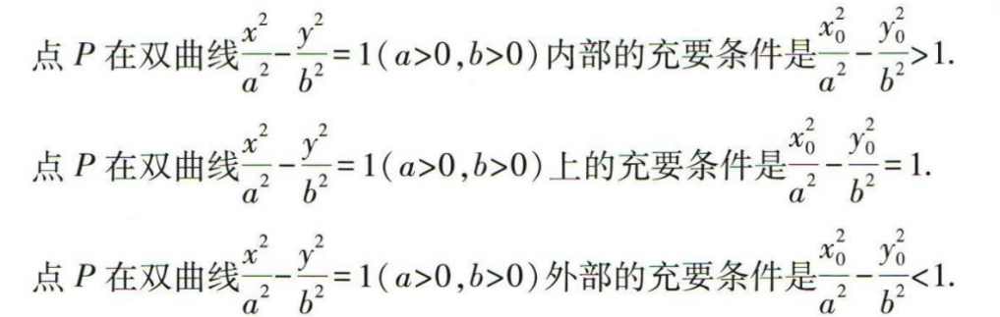 点 P 在双曲线\frac{x^2}{a^2}-\frac{y^2}{b^2}=1(a>0,b>0)内部的充要条件是\frac{x_0^2}{a^2}-\frac{y_0^2}{b^2}>1.
点 P 在双曲线\frac{x^2}{a^2}-\frac{y^2}{b^2}=1(a>0,b>0)上的充要条件是\frac{x_0^2}{a^2}-\frac{y_0^2}{b^2}=1.
点 P 在双曲线\frac{x^2}{a^2}-\frac{y^2}{b^2}=1(a>0,b>0)外部的充要条件是\frac{x_0^2}{a^2}-\frac{y_0^2}{b^2}<1.